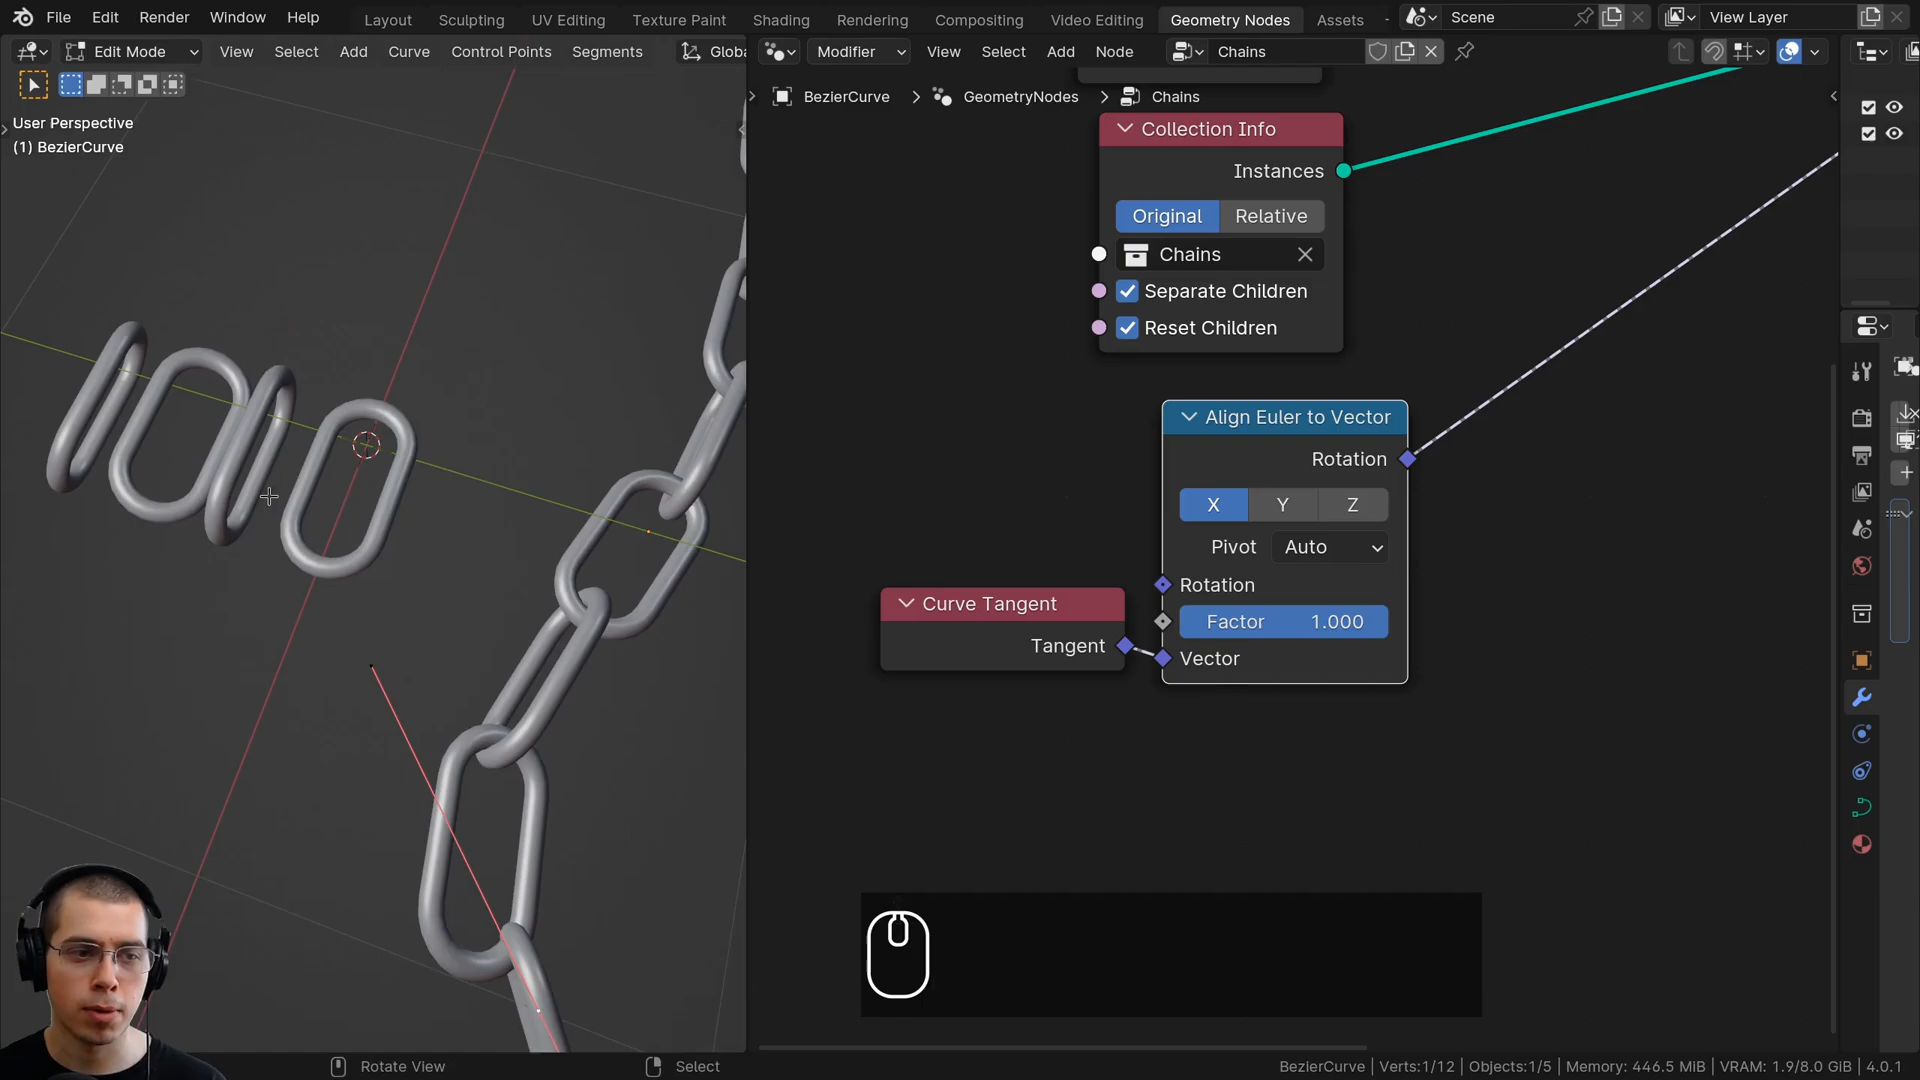 File Edit Render Window Help Layout Sculpting UV Editing Texture Paint Shading Rendering Compositing Video Editing Geometry Nodes Assets Scene View Layer
Edit Mode View Select Add Curve Control Points Segments Globa Modifier View Select Add Node Chains
User Perspective
(1) BezierCurve
BezierCurve > GeometryNodes > Chains
Collection Info
Instances
Original Relative
Chains
Separate Children
Reset Children
Align Euler to Vector
Rotation
X Y Z
Pivot Auto
Rotation
Factor 1.000
Vector
Curve Tangent
Tangent
Rotate View Select BezierCurve | Verts:1/12 | Objects:1/5 | Memory: 446.5 MiB | VRAM: 1.9/8.0 GiB | 4.0.1